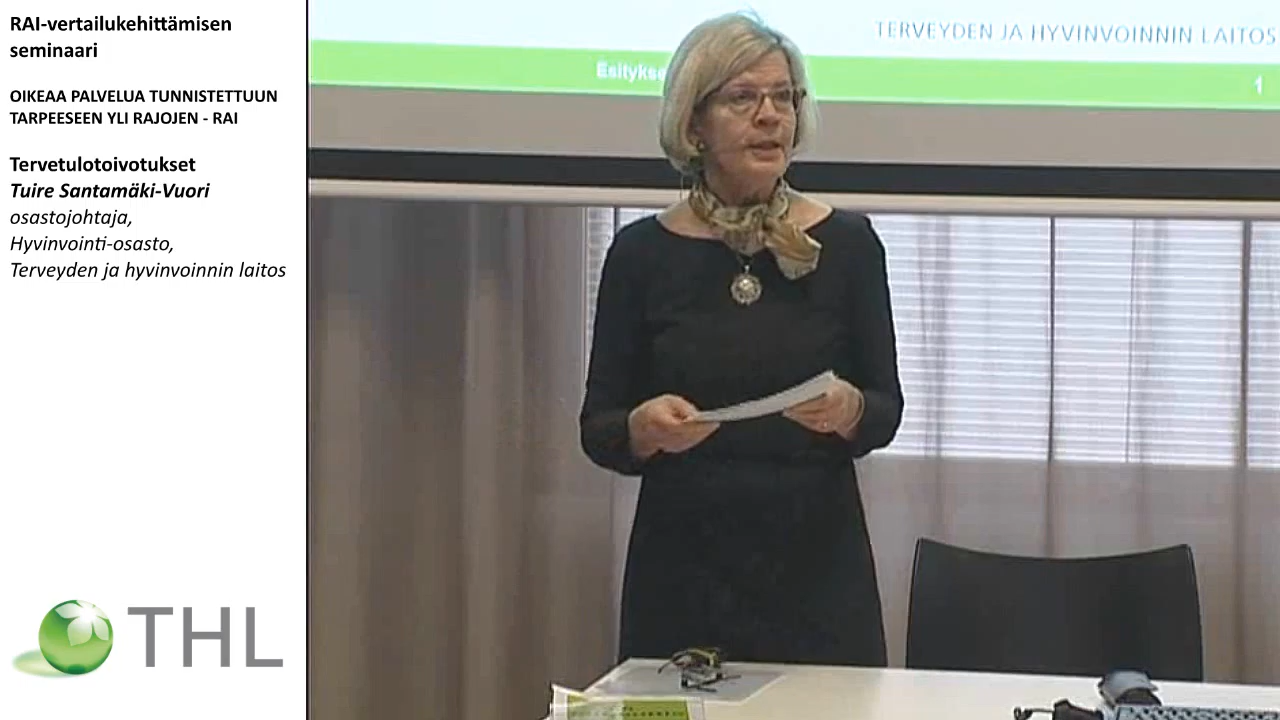 RAI-vertailukehittämisen
seminaari
OIKEAA PALVELUA TUNNISTETTUUN
TARPEESEEN YLI RAJOJEN - RAI
Tervetulotoivotukset
Tuire Santamäki-Vuori
osastojohtaja,
Hyvinvointi-osasto,
Terveyden ja hyvinvoinnin laitos
THL
TERVEYDEN JA HYVINVOINNIN LAITOS
1